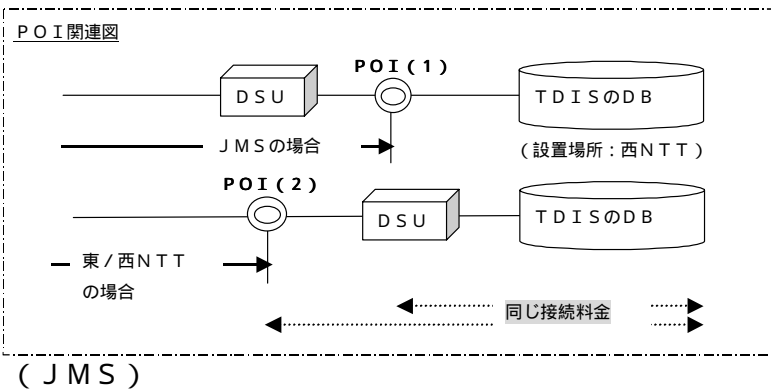 ＰＯＩ関連図
ＰＯＩ（１）
ＤＳＵ
ＴＤＩＳのＤＢ
ＪＭＳの場合
（設置場所：西ＮＴＴ）
ＰＯＩ（２）
ＤＳＵ
ＴＤＩＳのＤＢ
東／西ＮＴＴ
の場合
同じ接続料金
（ＪＭＳ）